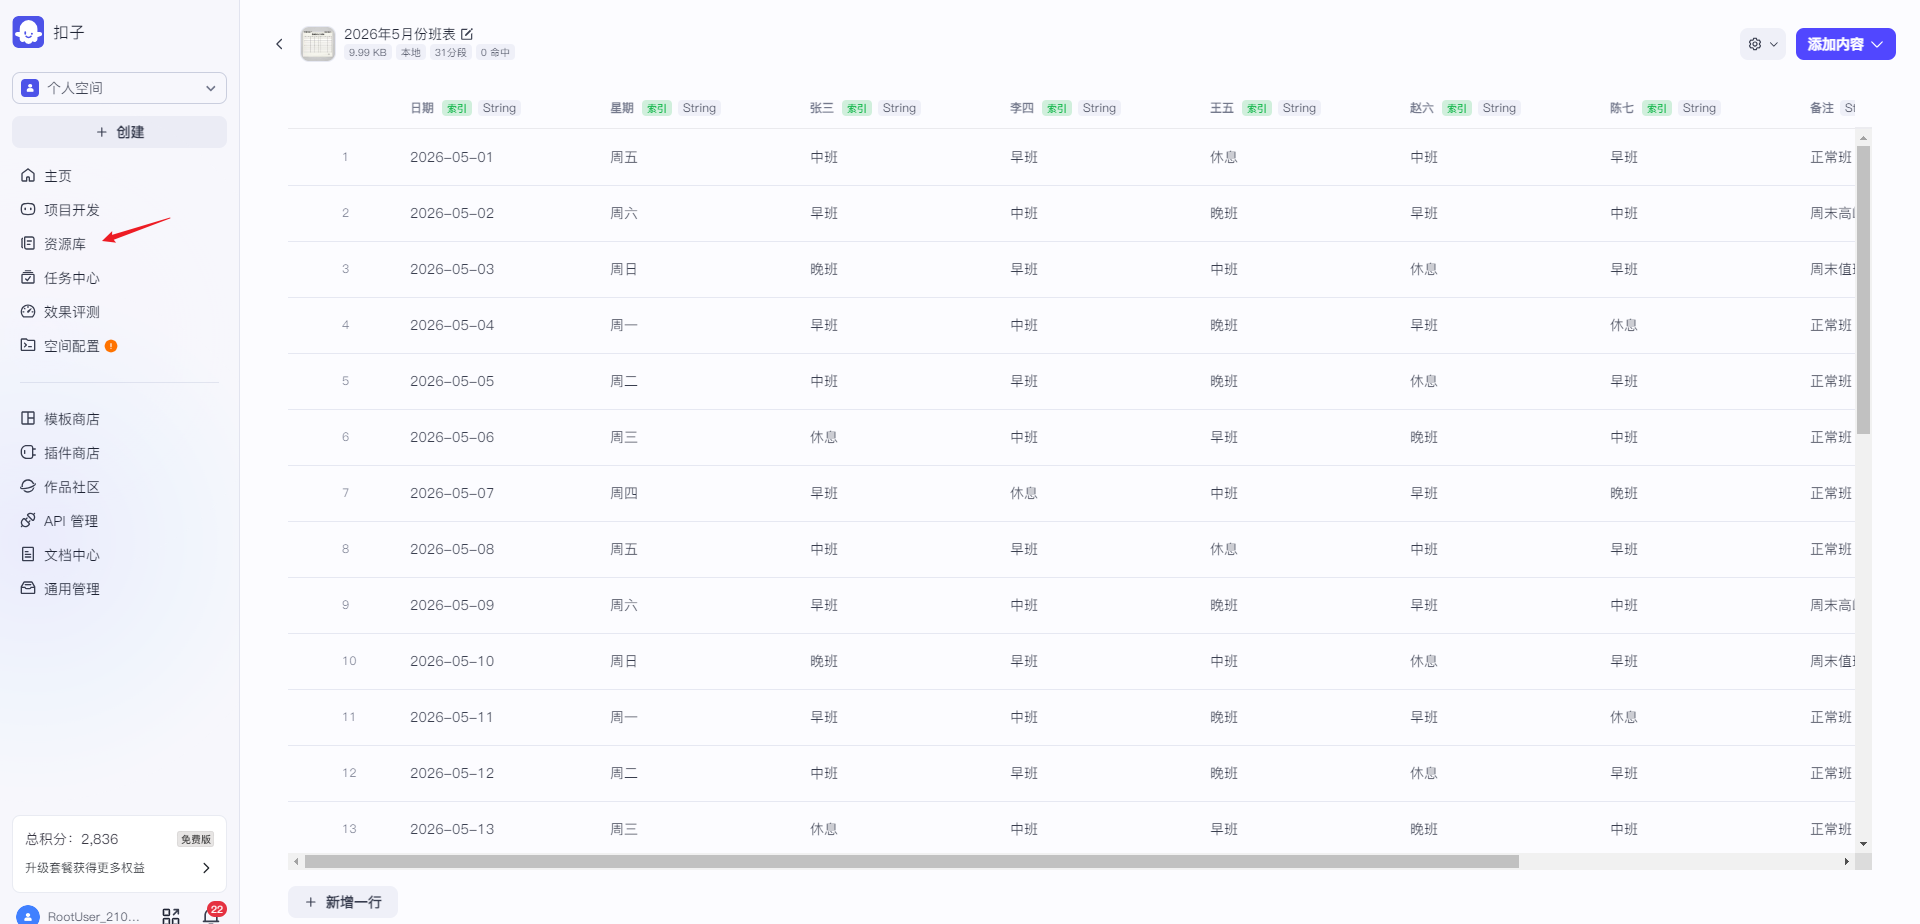 扣子
个人空间
+ 创建
主页
项目开发
资源库
任务中心
效果评测
空间配置
模板商店
插件商店
作品社区
API 管理
文档中心
通用管理
总积分：2,836 免费版
升级套餐获得更多权益
RootUser_210... 22
2026年5月份班表
9.99 KB 本地 31分段 0 命中
添加内容
日期 索引 String 星期 索引 String 张三 索引 String 李四 索引 String 王五 索引 String 赵六 索引 String 陈七 索引 String 备注
1 2026-05-01 周五 中班 早班 休息 中班 早班 正常班
2 2026-05-02 周六 早班 中班 晚班 早班 中班 周末高
3 2026-05-03 周日 晚班 早班 中班 休息 早班 周末值
4 2026-05-04 周一 早班 中班 晚班 早班 休息 正常班
5 2026-05-05 周二 中班 早班 晚班 休息 早班 正常班
6 2026-05-06 周三 休息 中班 早班 晚班 中班 正常班
7 2026-05-07 周四 早班 休息 中班 早班 晚班 正常班
8 2026-05-08 周五 中班 早班 休息 中班 早班 正常班
9 2026-05-09 周六 早班 中班 晚班 早班 中班 周末高
10 2026-05-10 周日 晚班 早班 中班 休息 早班 周末值
11 2026-05-11 周一 早班 中班 晚班 早班 休息 正常班
12 2026-05-12 周二 中班 早班 晚班 休息 早班 正常班
13 2026-05-13 周三 休息 中班 早班 晚班 中班 正常班
+ 新增一行